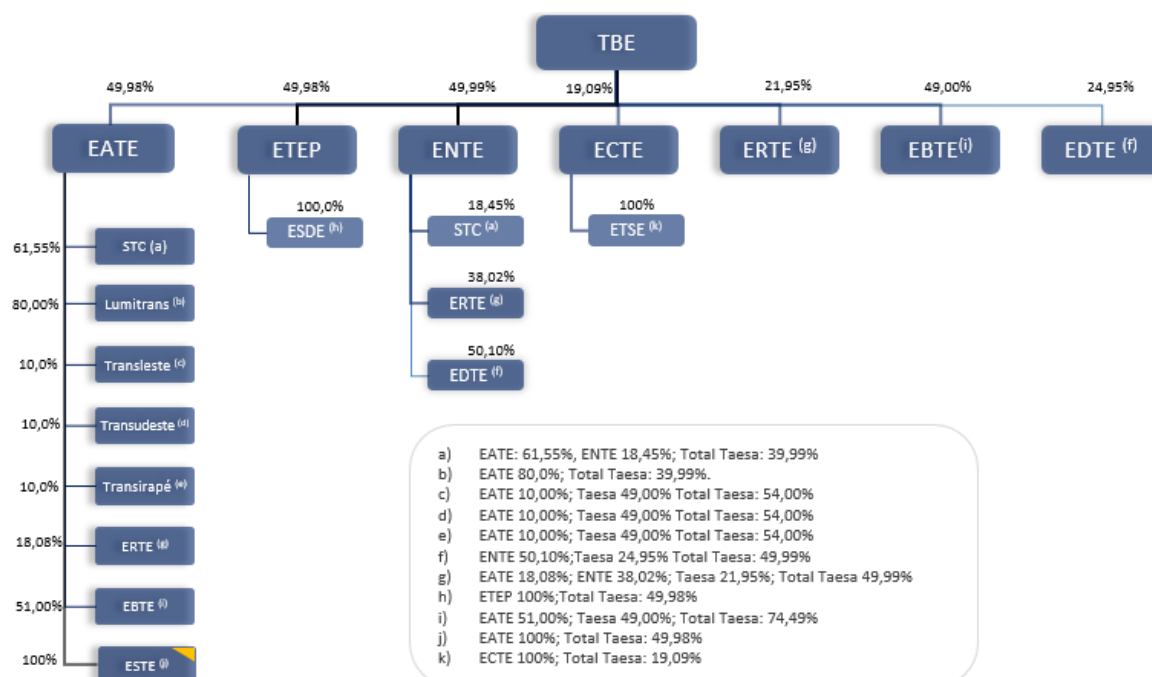 TBE
49,98%
49,98%
49,99%
19,09%
21,95%
49,00%
24,95%
EATE
ETEP
ENTE
ECTE
ERTE (g)
EBTE(i)
EDTE (f)
100,0%
ESDE (h)
18,45%
STC (a)
100%
ETSE (k)
61,55%
STC (a)
38,02%
ERTE (g)
80,00%
Lumitrans (b)
10,0%
Transleste (c)
50,10%
EDTE (f)
10,0%
Transudeste (d)
10,0%
Transirapé (e)
18,08%
ERTE (g)
51,00%
EBTE (i)
100%
ESTE (j)
a) EATE: 61,55%, ENTE 18,45%; Total Taesa: 39,99%
b) EATE 80,0%; Total Taesa: 39,99%.
c) EATE 10,00%; Taesa 49,00% Total Taesa: 54,00%
d) EATE 10,00%; Taesa 49,00% Total Taesa: 54,00%
e) EATE 10,00%; Taesa 49,00% Total Taesa: 54,00%
f) ENTE 50,10%;Taesa 24,95% Total Taesa: 49,99%
g) EATE 18,08%; ENTE 38,02%; Taesa 21,95%; Total Taesa 49,99%
h) ETEP 100%;Total Taesa: 49,98%
i) EATE 51,00%; Taesa 49,00%; Total Taesa: 74,49%
j) EATE 100%; Total Taesa: 49,98%
k) ECTE 100%; Total Taesa: 19,09%